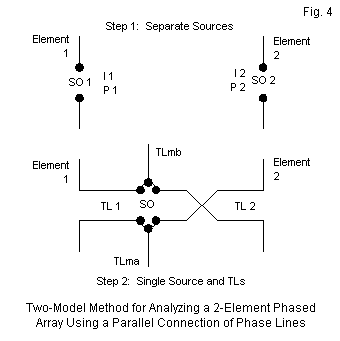 Fig. 4
Step 1: Separate Sources
Element
1
Element
2
SO 1
I 1
P 1
I 2
P 2
SO 2
TLmb
Element
1
Element
2
TL 1
SO
TL 2
TLma
Step 2: Single Source and TLs
Two-Model Method for Analyzing a 2-Element Phased
Array Using a Parallel Connection of Phase Lines